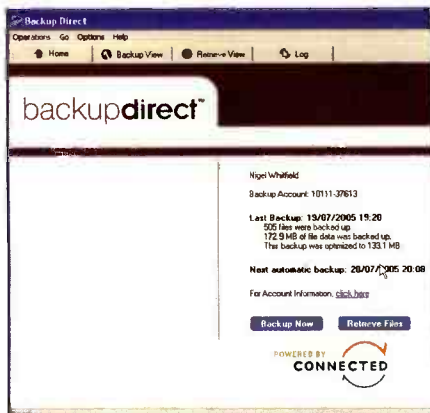 Backup Direct
Operations Go Options Help
Home Backup View Retrieve View Log
backupdirect™
Nigel Whitfield
Backup Account: 10111-37613
Last Backup: 19/07/2005 19:20
505 files were backed up
172.9 MB of file data was backed up.
This backup was optimized to 133.1 MB
Next automatic backup: 20/07/2005 20:08
For Account Information, click here
Backup Now Retrieve Files
POWERED BY
CONNECTED